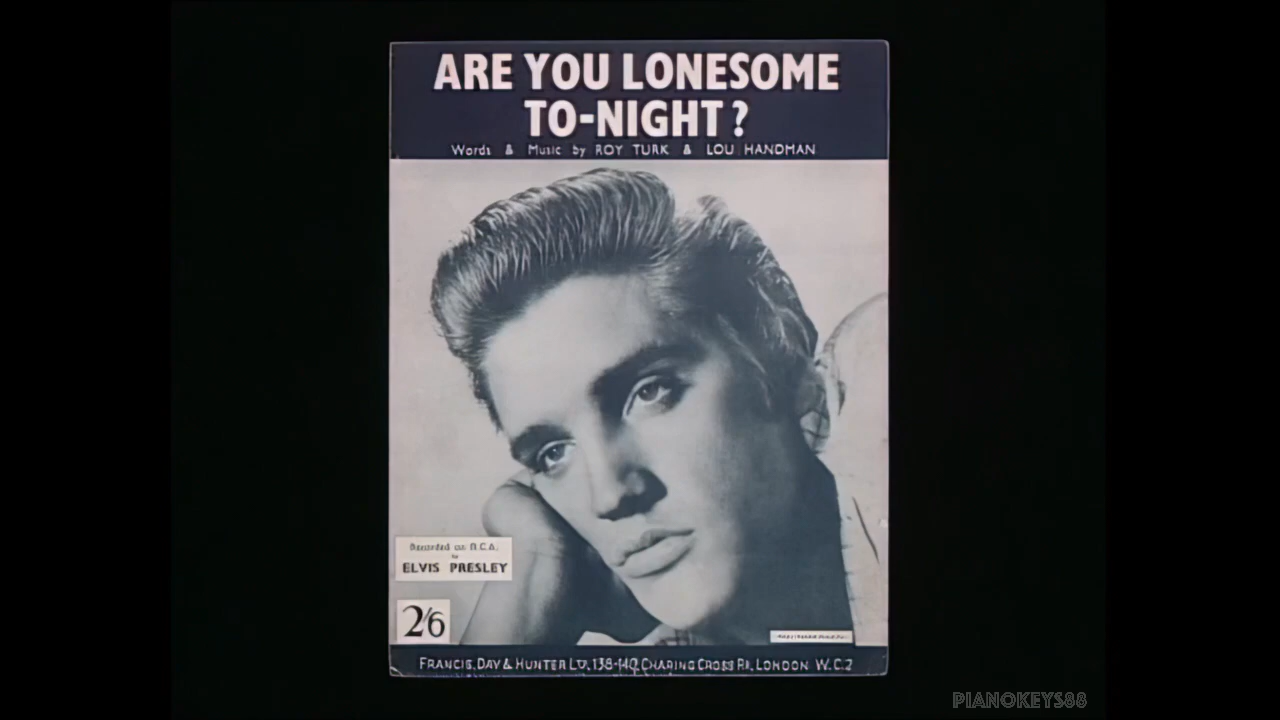 ARE YOU LONESOME
TO-NIGHT?
Words & Music by ROY TURK & LOU HANDMAN
Recorded on R.C.A.
by
ELVIS PRESLEY
2/6
FRANCIS, DAY & HUNTER LTD, 138-140, CHARING CROSS RD, LONDON W.C.2
PIANOKEYS88